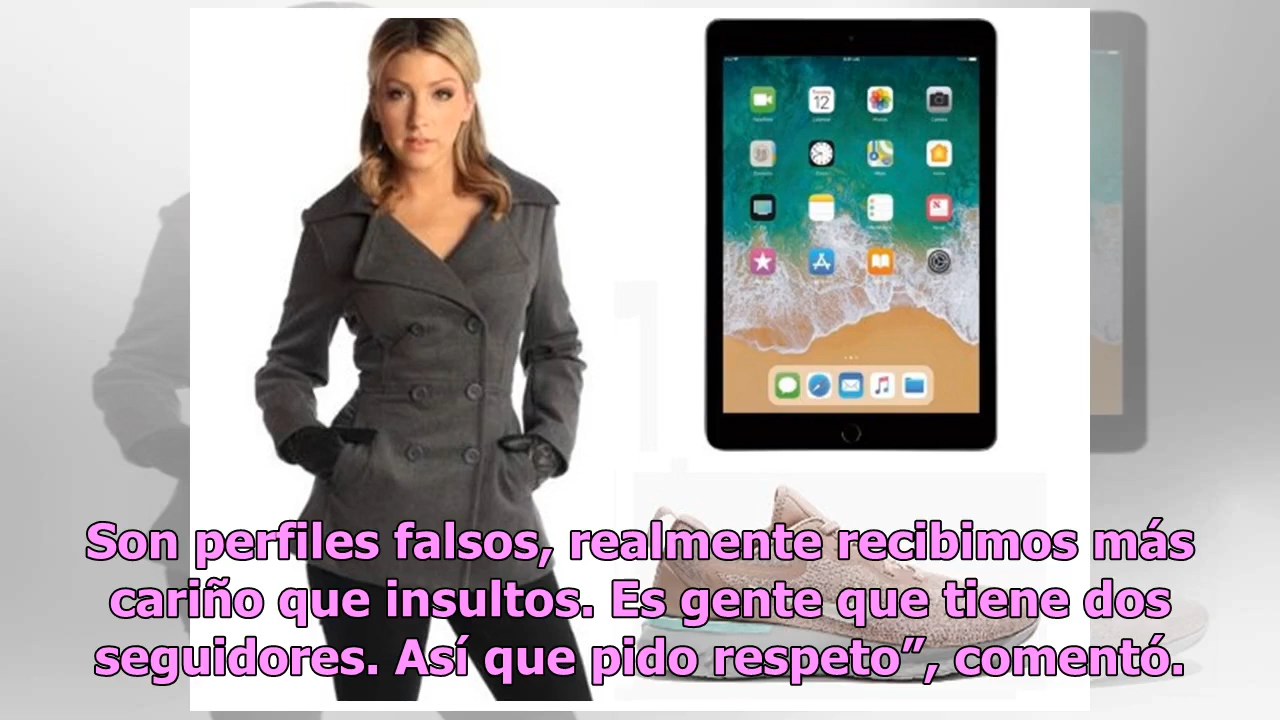 12
Son perfiles falsos, realmente recibimos más
cariño que insultos. Es gente que tiene dos
seguidores. Así que pido respeto”, comentó.